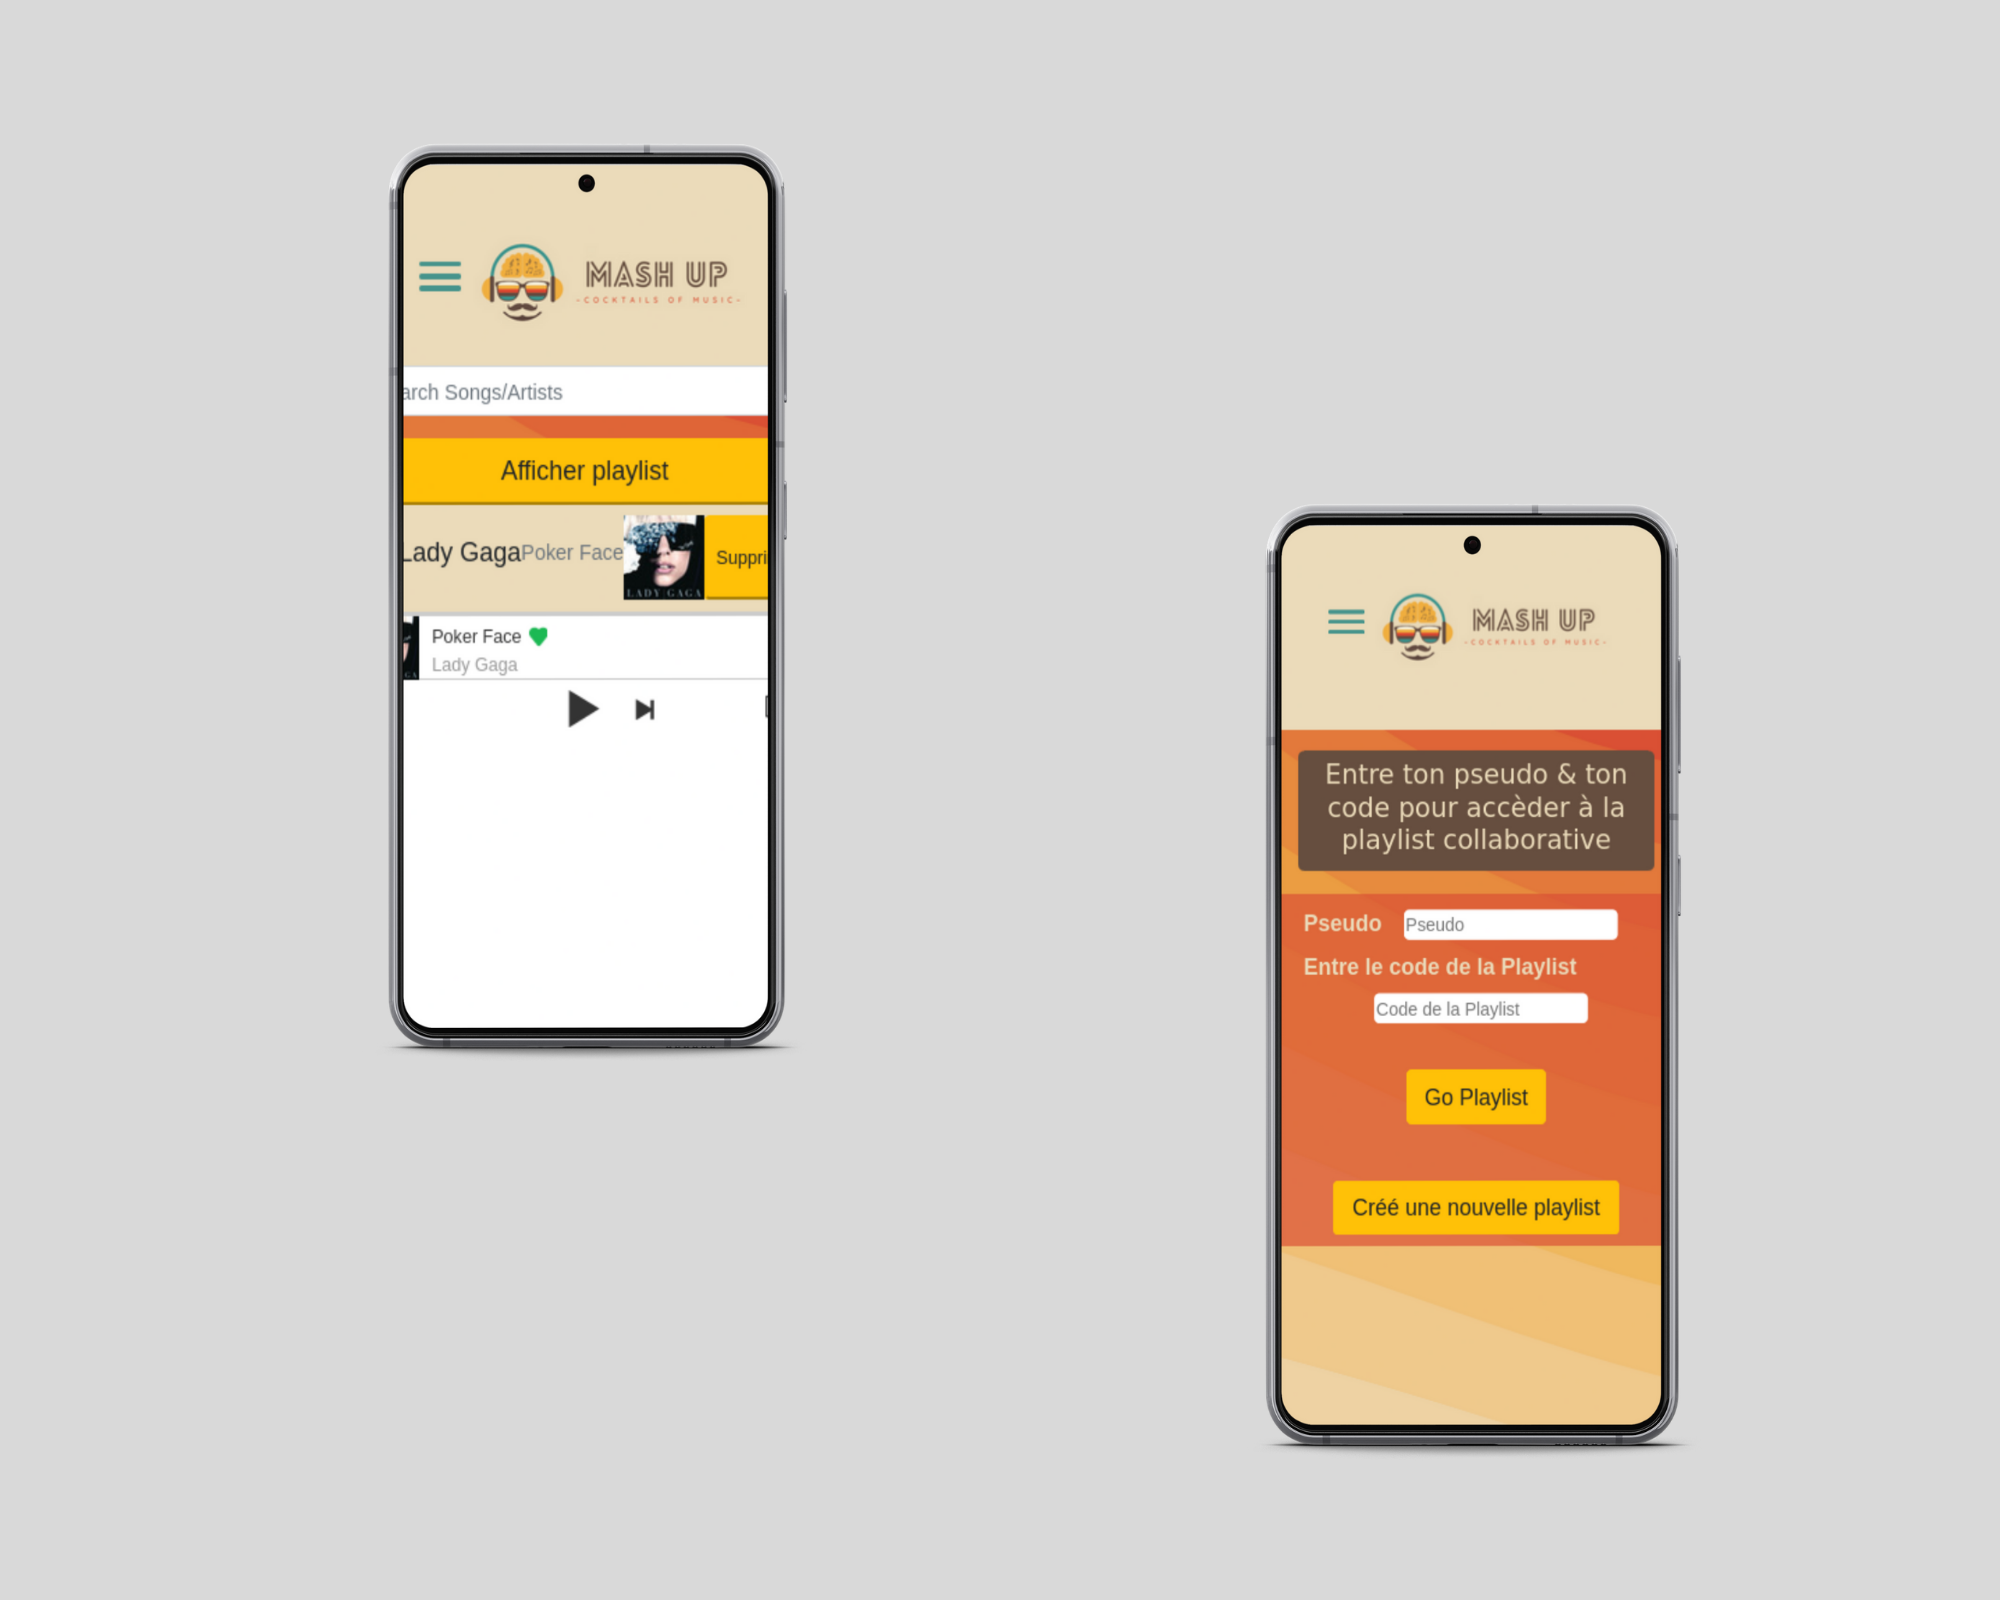 MASH UP
-COCKTAILS OF MUSIC-
arch Songs/Artists
Afficher playlist
Lady Gaga Poker Face
LADY GAGA
Suppri
Poker Face
Lady Gaga
MASH UP
-COCKTAILS OF MUSIC-
Entre ton pseudo & ton
code pour accèder à la
playlist collaborative
Pseudo Pseudo
Entre le code de la Playlist
Code de la Playlist
Go Playlist
Créé une nouvelle playlist